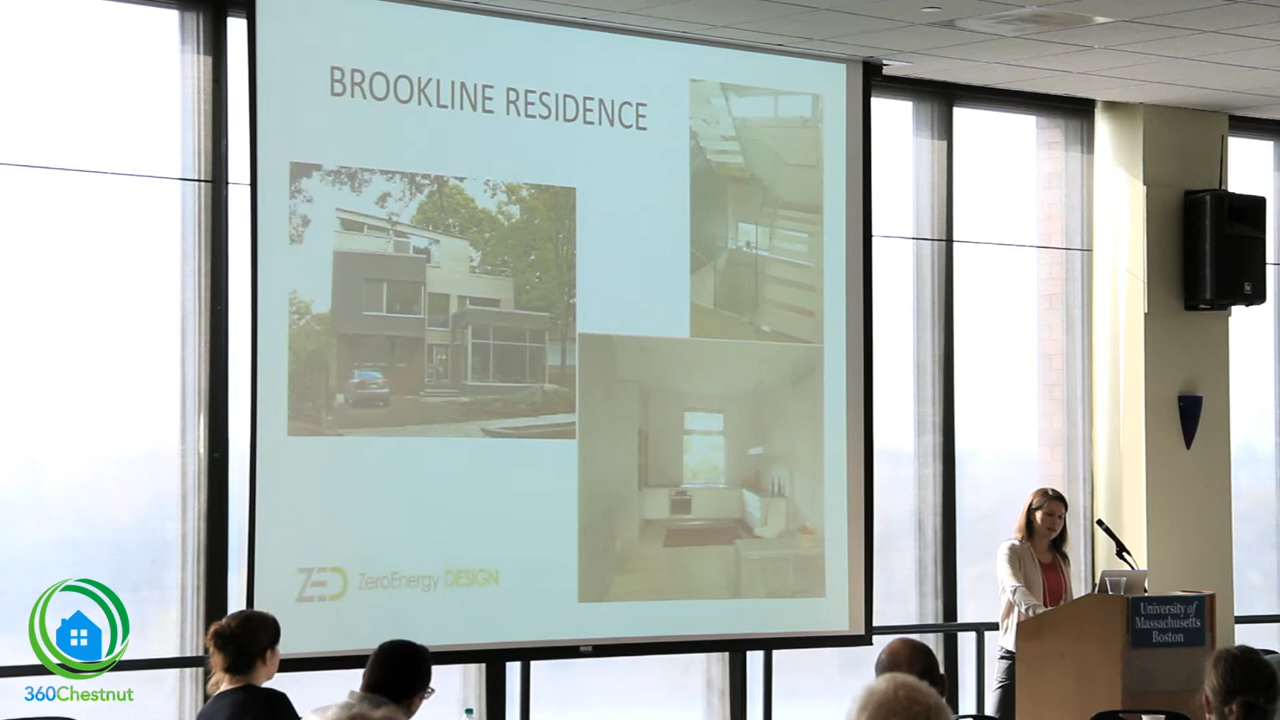 BROOKLINE RESIDENCE
ZED ZeroEnergy DESIGN
University of
Massachusetts
Boston
360Chestnut